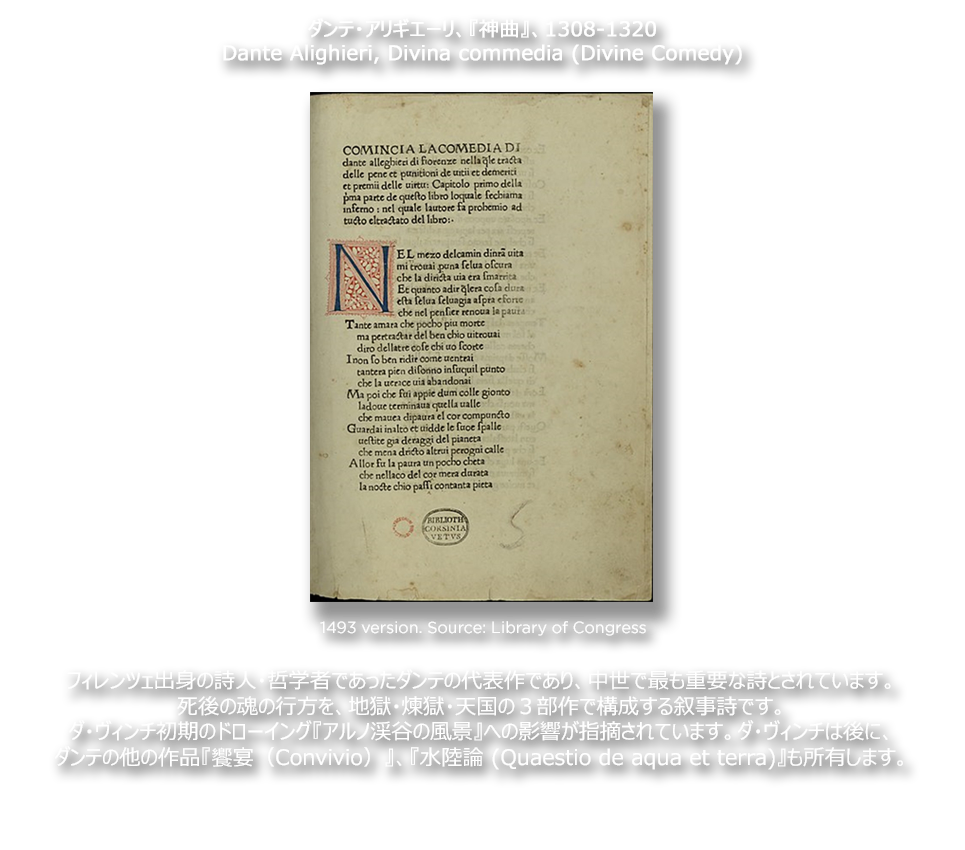 ダンテ・アリギエーリ、『神曲』、1308-1320
Dante Alighieri, Divina commedia (Divine Comedy)
COMINCIA LACOMEDIA DI
dante alleghieri di fiorenze nella q̃le tracta
delle pene et punitioni de uitii et demeriti
et premii delle uirtu: Capitolo primo della
p̃ma parte de questo libro loquale sechiama
inferno: nel quale lautore fa prohemio ad
tucto eltractato del libro:·
NEL mezo delcamin dinr̃a uita
mi trouai p̱una selua oscura
che la diricta uia era smarrita
Et quanto adir q̃lera cosa dura
esta selua seluagia aspra eforte
che nel pensier renoua la paura
Tante amara che pocho piu morte
ma pertractar del ben chio uitrouai
diro dellatre cose chi uo scorte
I non so ben ridir come uentrai
tantera pien disonno insuquil punto
che la uerace uia abandonai
Ma poi che fui appie dum colle gionto
ladoue terminaua quella ualle
che mauea dipaura el cor compuncto
Guardai inalto et uidde le suoe spalle
uestite gia deraggi del pianeta
che mena dricto altrui perogni calle
Allor fu la paura un pocho cheta
che nellaco del cor mera durata
la nocte chio passi contanta pieta
BIBLIOTH
CORSINIA
VETVS
1493 version. Source: Library of Congress
フィレンツェ出身の詩人・哲学者であったダンテの代表作であり、中世で最も重要な詩とされています。
死後の魂の行方を、地獄・煉獄・天国の３部作で構成する叙事詩です。
ダ・ヴィンチ初期のドローイング『アルノ渓谷の風景』への影響が指摘されています。ダ・ヴィンチは後に、
ダンテの他の作品『饗宴（Convivio）』、『水陸論 (Quaestio de aqua et terra)』も所有します。